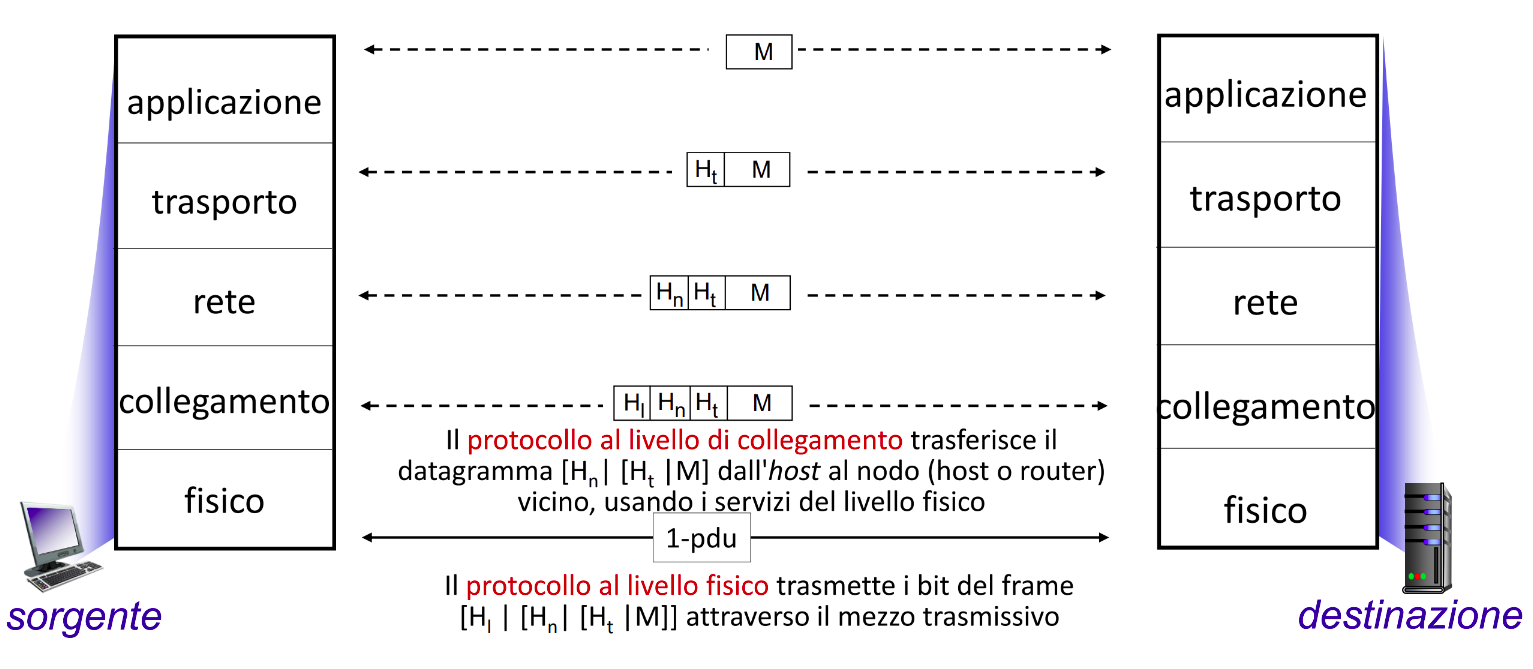 M
applicazione
applicazione
H_t M
trasporto
trasporto
H_n H_t M
rete
rete
H_l H_n H_t M
collegamento
collegamento
Il protocollo al livello di collegamento trasferisce il
datagramma [H_n| [H_t |M] dall'host al nodo (host o router)
vicino, usando i servizi del livello fisico
fisico
fisico
1-pdu
Il protocollo al livello fisico trasmette i bit del frame
[H_l | [H_n| [H_t |M]] attraverso il mezzo trasmissivo
sorgente
destinazione